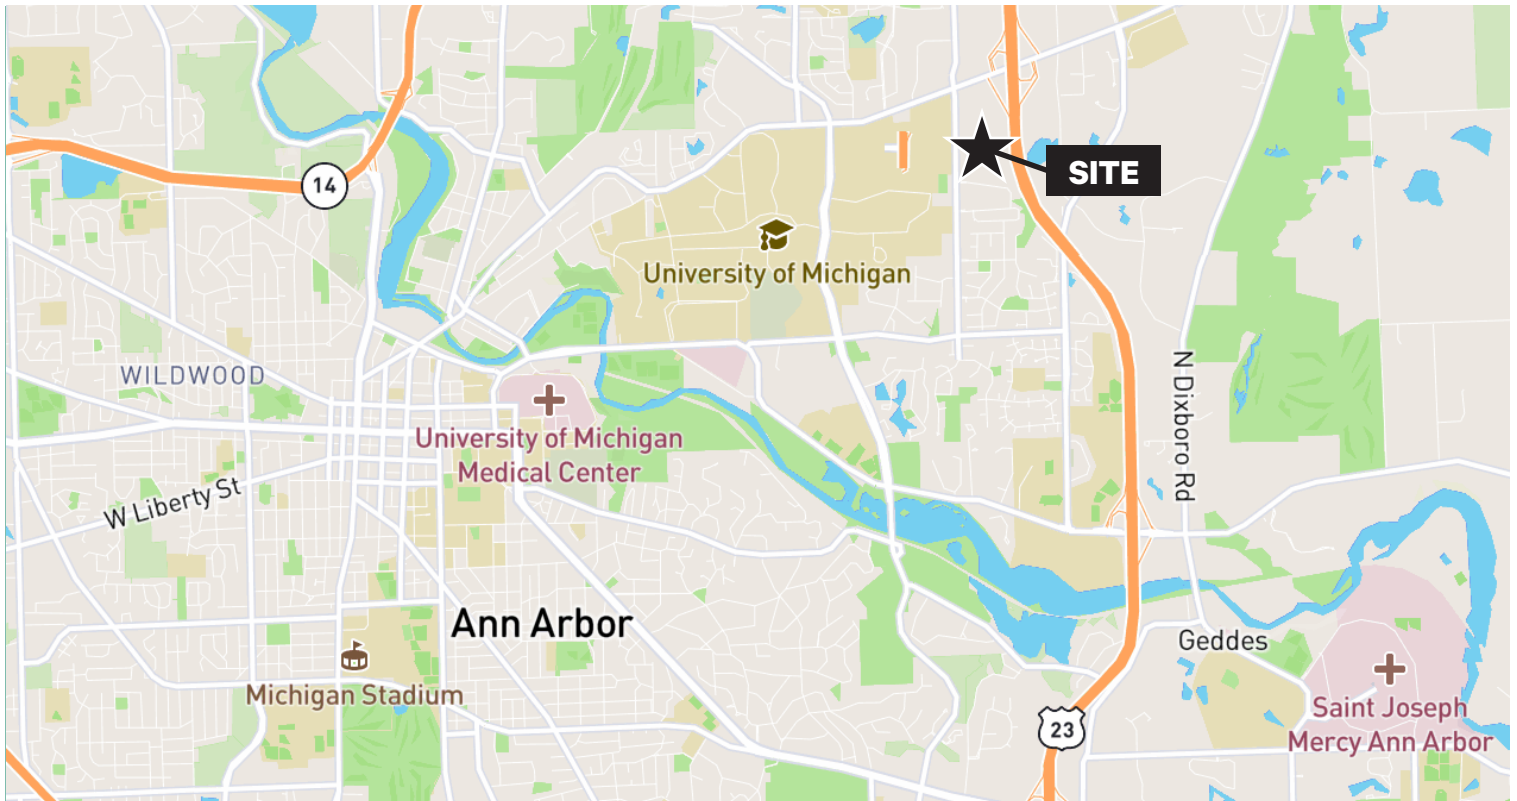 SITE
14
University of Michigan
WILDWOOD
N Dixboro Rd
University of Michigan
Medical Center
W Liberty St
Ann Arbor
Geddes
Michigan Stadium
23
Saint Joseph
Mercy Ann Arbor